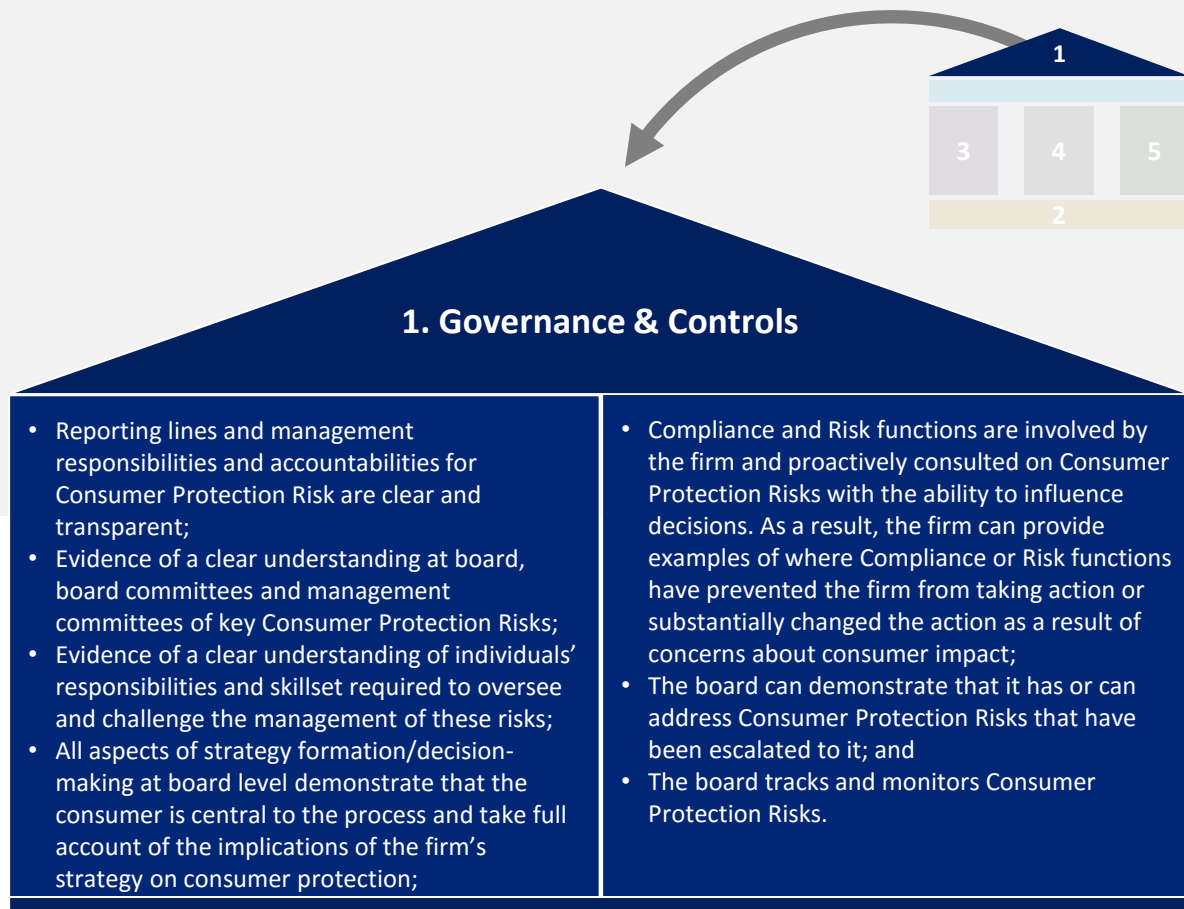 1
3 4 5
2
1. Governance & Controls
• Reporting lines and management
responsibilities and accountabilities for
Consumer Protection Risk are clear and
transparent;
• Evidence of a clear understanding at board,
board committees and management
committees of key Consumer Protection Risks;
• Evidence of a clear understanding of individuals’
responsibilities and skillset required to oversee
and challenge the management of these risks;
• All aspects of strategy formation/decision-
making at board level demonstrate that the
consumer is central to the process and take full
account of the implications of the firm’s
strategy on consumer protection;
• Compliance and Risk functions are involved by
the firm and proactively consulted on Consumer
Protection Risks with the ability to influence
decisions. As a result, the firm can provide
examples of where Compliance or Risk functions
have prevented the firm from taking action or
substantially changed the action as a result of
concerns about consumer impact;
• The board can demonstrate that it has or can
address Consumer Protection Risks that have
been escalated to it; and
• The board tracks and monitors Consumer
Protection Risks.